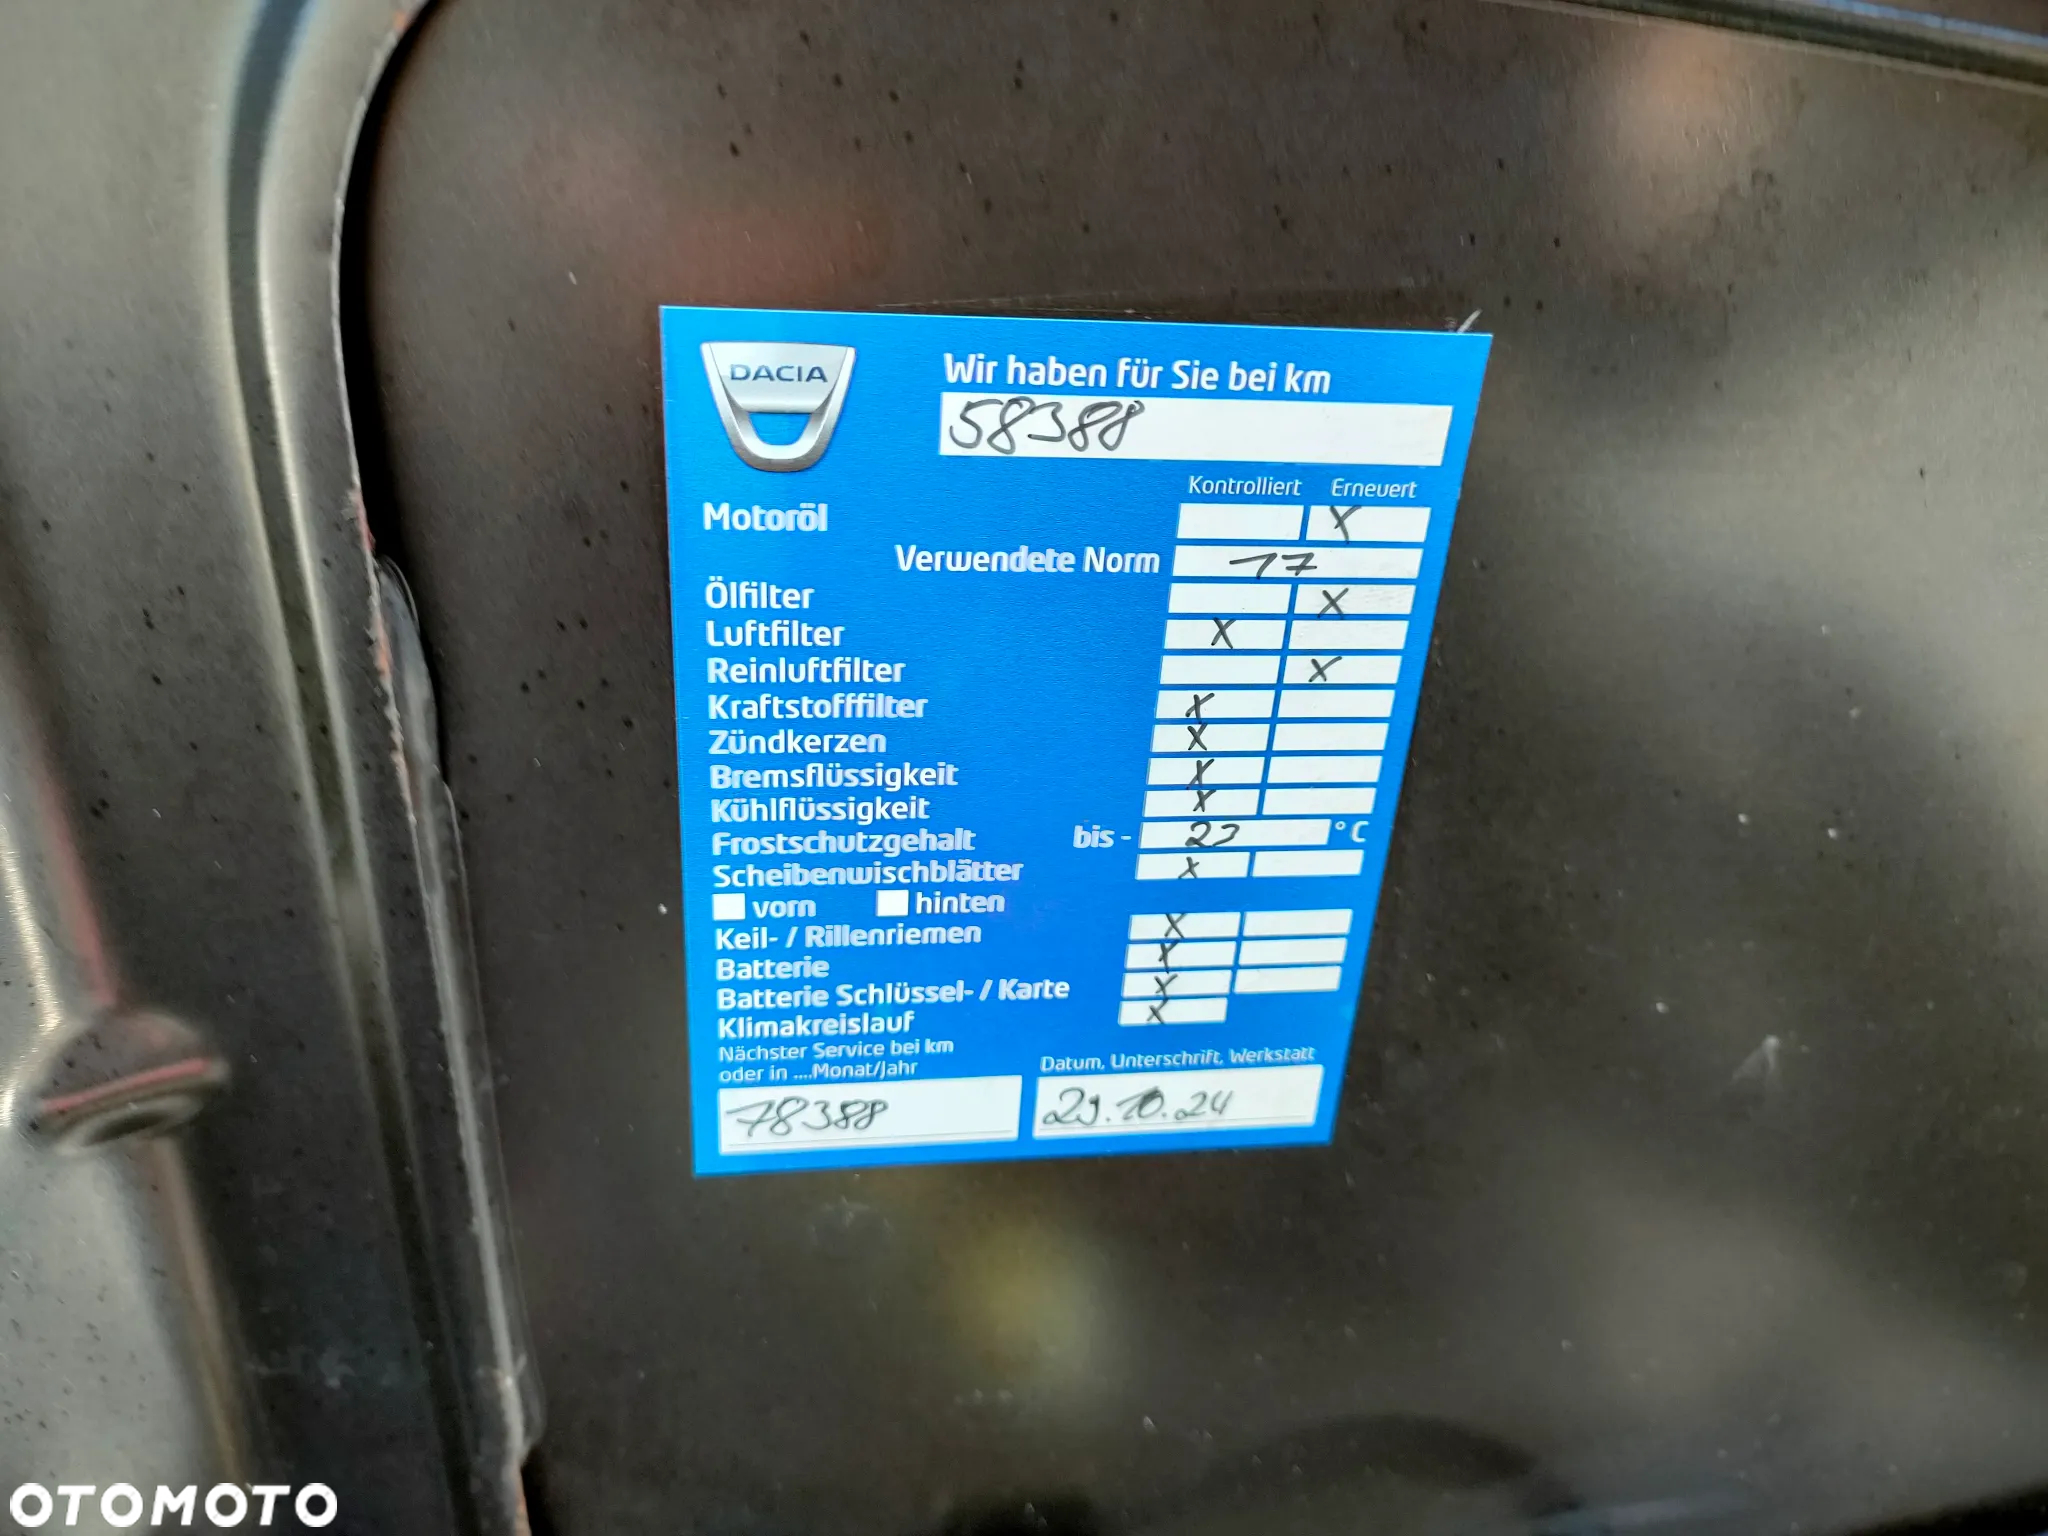 DACIA
Wir haben für Sie bei km
58388
Kontrolliert Erneuert
Motoröl X
Verwendete Norm 17
Ölfilter X
Luftfilter X
Reinluftfilter X
Kraftstofffilter X
Zündkerzen X
Bremsflüssigkeit X
Kühlflüssigkeit X
Frostschutzgehalt bis - 23 °C
Scheibenwischblätter X
vorn hinten
Keil- / Rillenriemen X
Batterie X
Batterie Schlüssel- / Karte X
Klimakreislauf X
Nächster Service bei km
oder in ....Monat/Jahr
78388
Datum, Unterschrift, Werkstatt
29.10.24
OTOMOTO